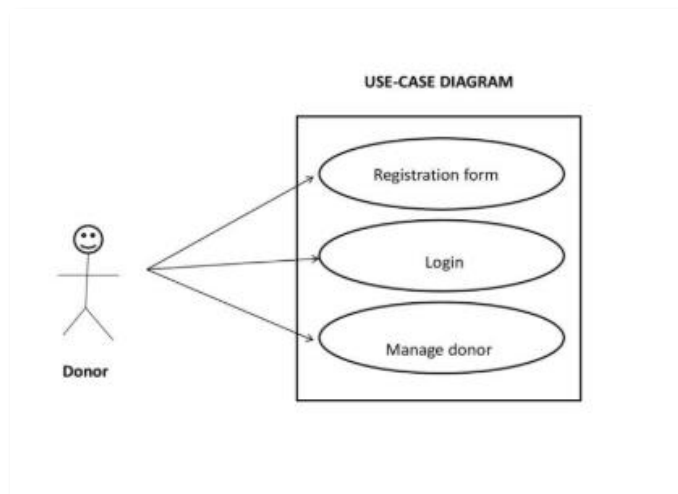 USE-CASE DIAGRAM
Registration form
Login
Manage donor
Donor